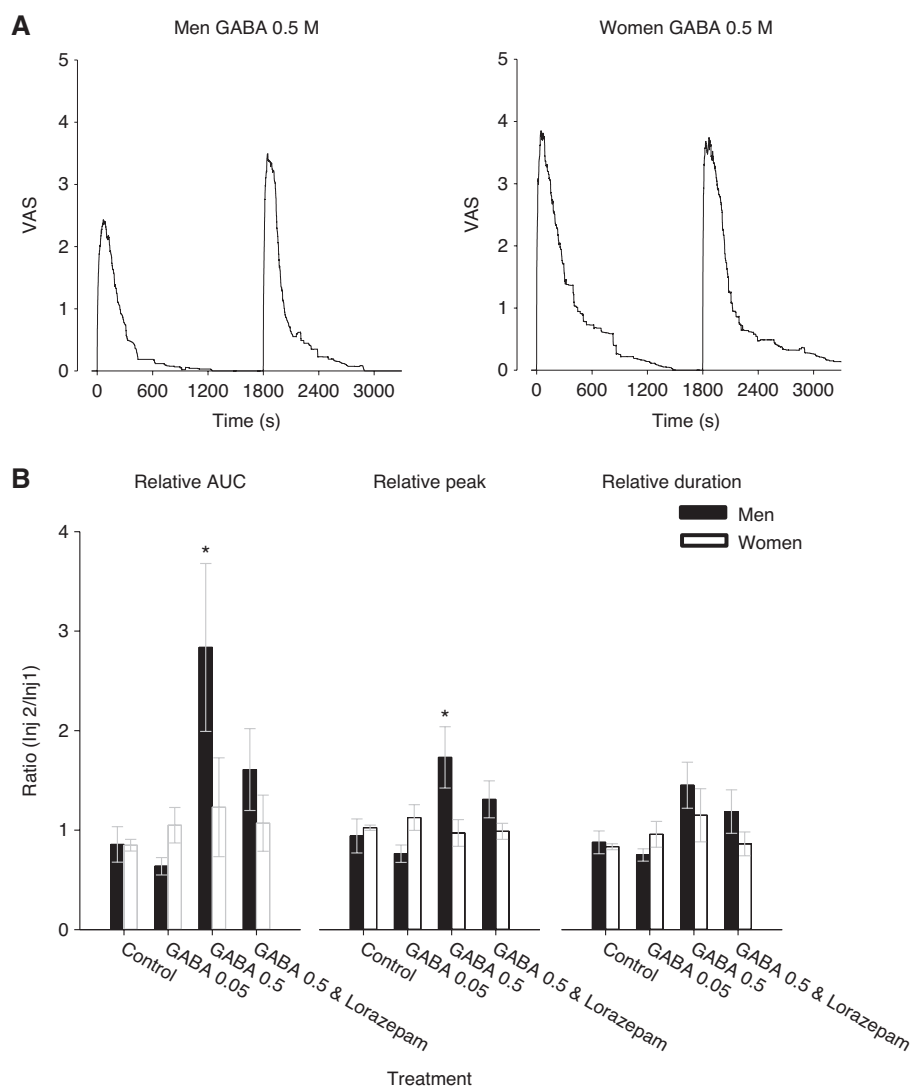 A
Men GABA 0.5 M
Women GABA 0.5 M
5
4
3
2
1
0
VAS
0 600 1200 1800 2400 3000
Time (s)
5
4
3
2
1
0
VAS
0 600 1200 1800 2400 3000
Time (s)
B
Relative AUC
Relative peak
Relative duration
Men
Women
4
3
2
1
0
Ratio (Inj 2/Inj1)
*
*
Control
GABA 0.05
GABA 0.5
GABA 0.5 & Lorazepam
Control
GABA 0.05
GABA 0.5
GABA 0.5 & Lorazepam
Control
GABA 0.05
GABA 0.5
GABA 0.5 & Lorazepam
Treatment